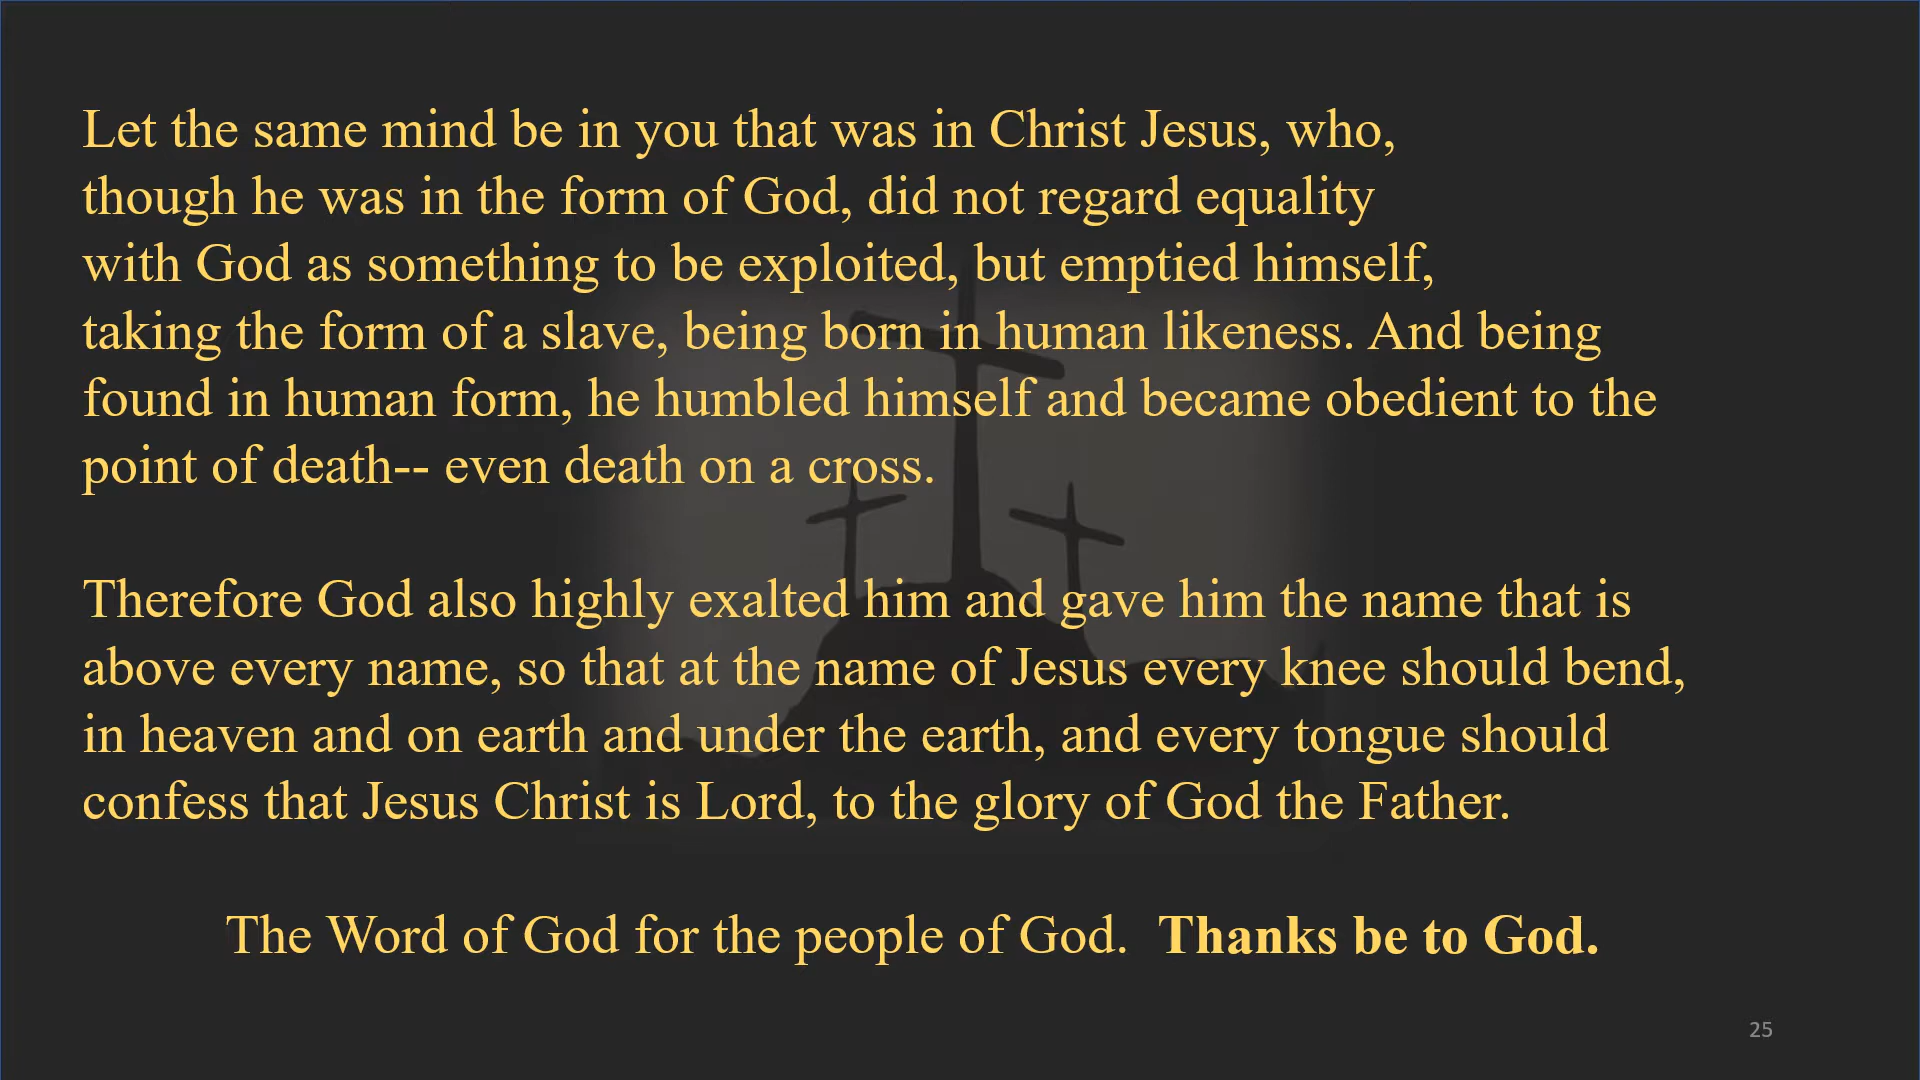 Let the same mind be in you that was in Christ Jesus, who,
though he was in the form of God, did not regard equality
with God as something to be exploited, but emptied himself,
taking the form of a slave, being born in human likeness. And being
found in human form, he humbled himself and became obedient to the
point of death-- even death on a cross.
Therefore God also highly exalted him and gave him the name that is
above every name, so that at the name of Jesus every knee should bend,
in heaven and on earth and under the earth, and every tongue should
confess that Jesus Christ is Lord, to the glory of God the Father.
The Word of God for the people of God.  Thanks be to God.
25